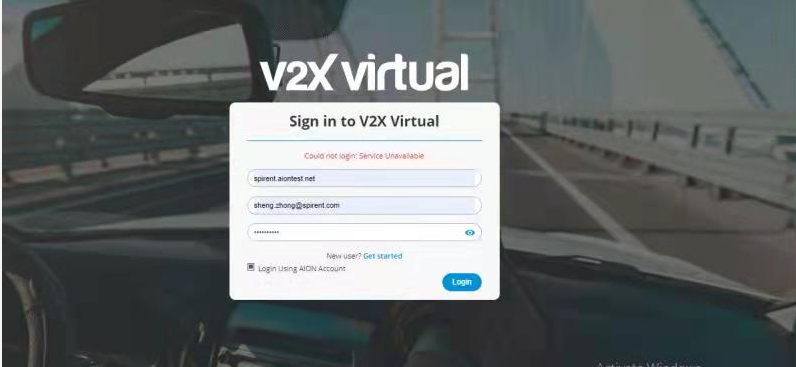 v2x virtual
Sign in to V2X Virtual
Could not login: Service Unavailable
spirent.aiontest.net
sheng.zhong@spirent.com
••••••••••
New user? Get started
Login Using AION Account
Login
Activate Windows